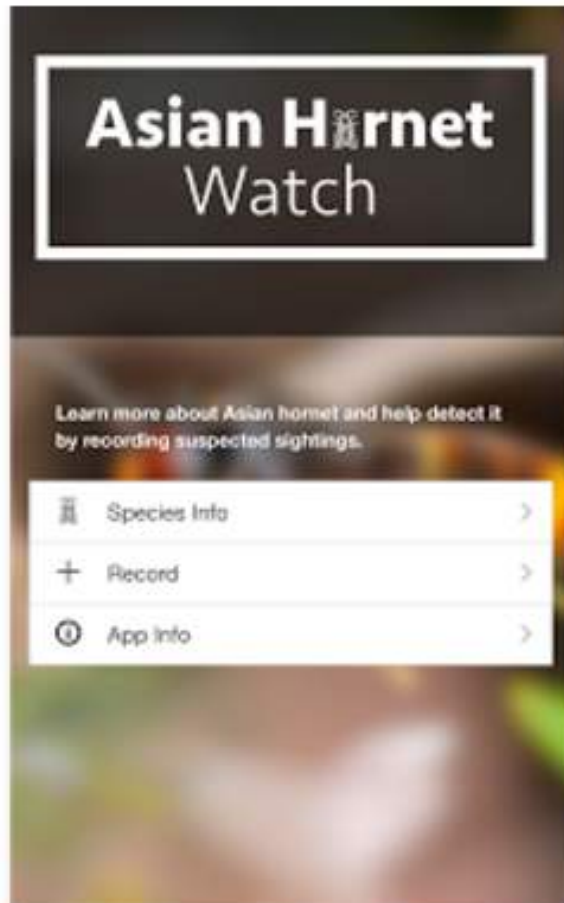 Asian Hornet
Watch
Learn more about Asian hornet and help detect it
by recording suspected sightings.
Species Info
Record
App Info